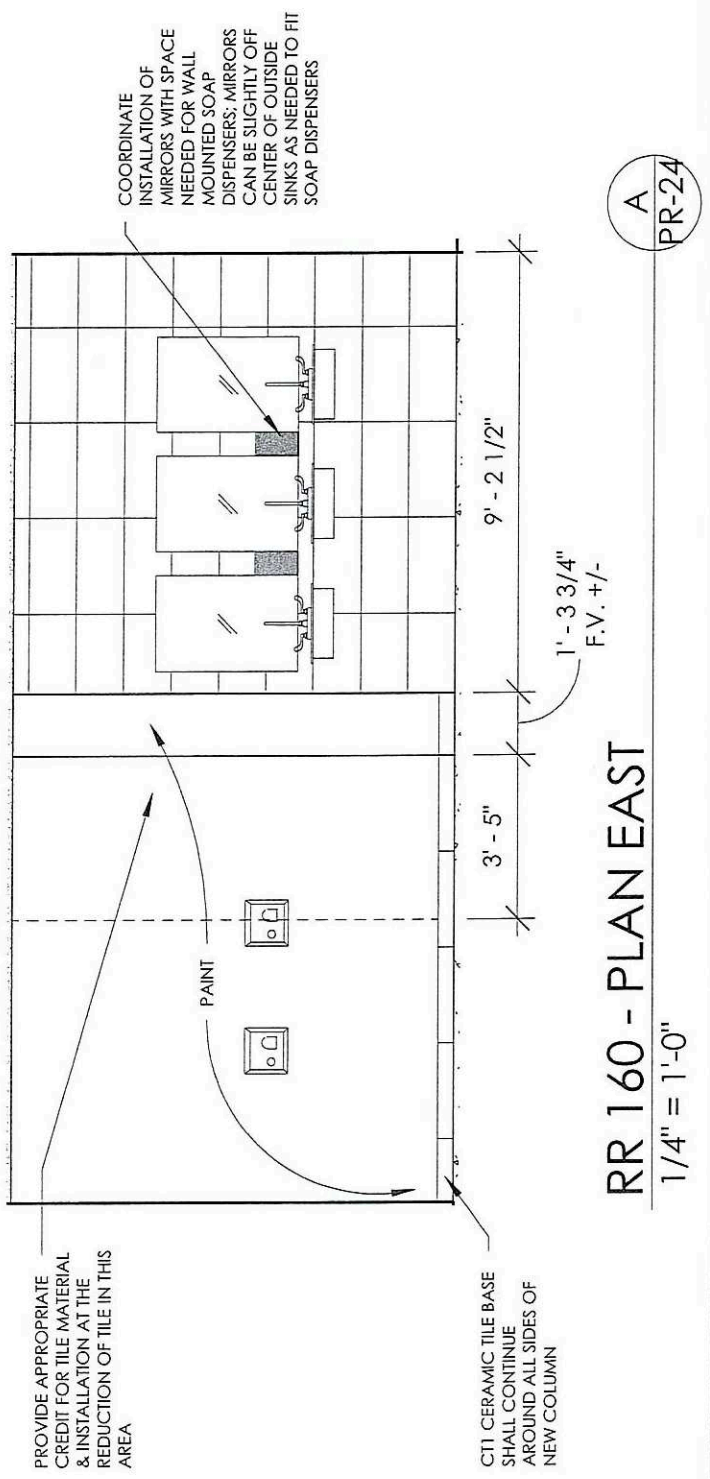 PROVIDE APPROPRIATE
CREDIT FOR TILE MATERIAL
& INSTALLATION AT THE
REDUCTION OF TILE IN THIS
AREA
COORDINATE
INSTALLATION OF
MIRRORS WITH SPACE
NEEDED FOR WALL
MOUNTED SOAP
DISPENSERS; MIRRORS
CAN BE SLIGHTLY OFF
CENTER OF OUTSIDE
SINKS AS NEEDED TO FIT
SOAP DISPENSERS
PAINT
CT1 CERAMIC TILE BASE
SHALL CONTINUE
AROUND ALL SIDES OF
NEW COLUMN
3' - 5"
9' - 2 1/2"
1' - 3 3/4"
F.V. +/-
RR 160 - PLAN EAST
1/4" = 1'-0"
A
PR-24